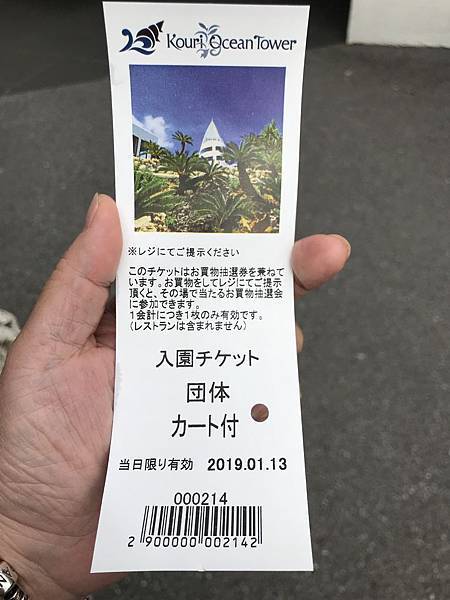 Kouri Ocean Tower
※レジにてご提示ください
このチケットはお買物抽選券を兼ねて
います。お買物をしてレジにてご提示
頂くと、その場で当たるお買物抽選会
に参加できます。
1会計につき1枚のみ有効です。
(レストランは含まれません)
入園チケット
団体
カート付
当日限り有効 2019.01.13
000214
2 900000 002142